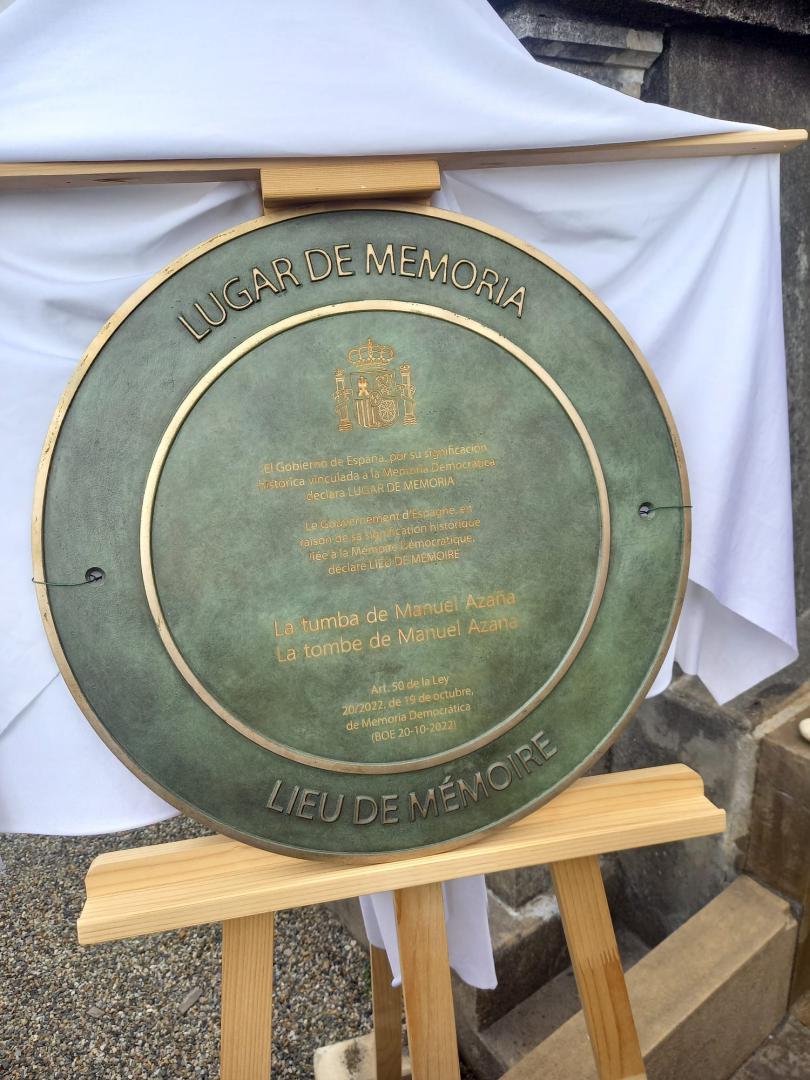 LUGAR DE MEMORIA
El Gobierno de España, por su significación
histórica vinculada a la Memoria Democrática
declara LUGAR DE MEMORIA
Le Gouvernement d'Espagne, en
raison de sa signification historique
liée à la Mémoire Démocratique,
déclare LIEU DE MÉMOIRE
La tumba de Manuel Azaña
La tombe de Manuel Azaña
Art. 50 de la Ley
20/2022, de 19 de octubre,
de Memoria Democrática
(BOE 20-10-2022)
LIEU DE MÉMOIRE